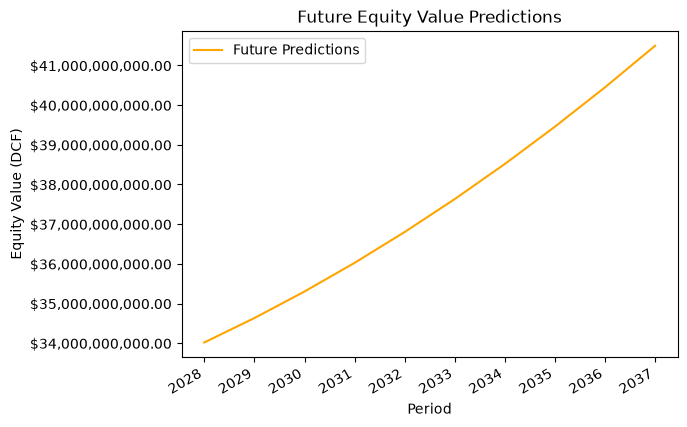 Future Equity Value Predictions
Future Predictions
Equity Value (DCF)
$41,000,000,000.00
$40,000,000,000.00
$39,000,000,000.00
$38,000,000,000.00
$37,000,000,000.00
$36,000,000,000.00
$35,000,000,000.00
$34,000,000,000.00
2028 2029 2030 2031 2032 2033 2034 2035 2036 2037
Period